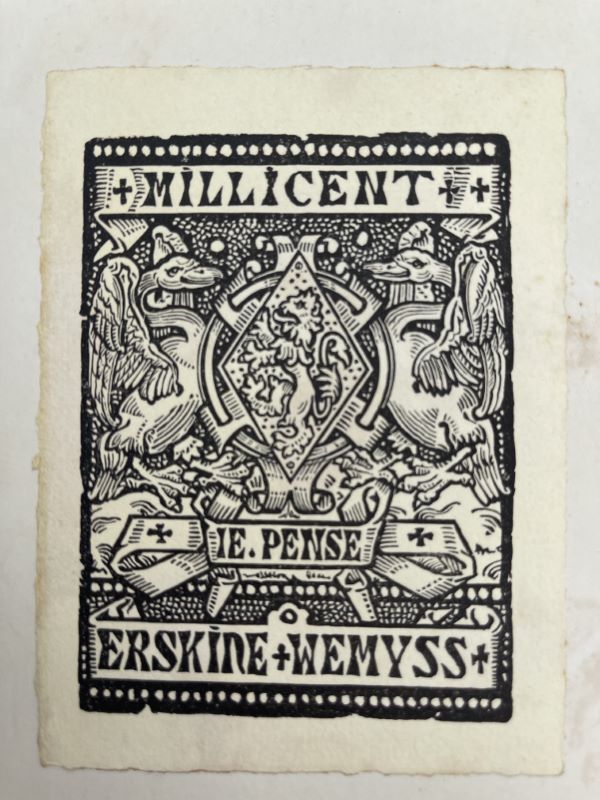 MILLICENT
IE. PENSE
ERSKINE + WEMYSS